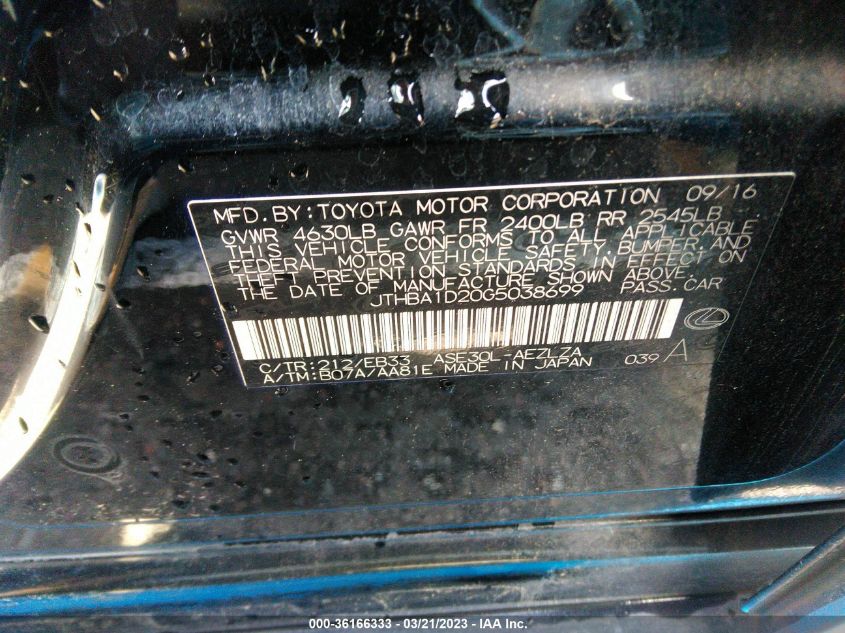 MFD. BY: TOYOTA MOTOR CORPORATION 09/16
GVWR 4630LB GAWR FR 2400LB RR 2545LB
THIS VEHICLE CONFORMS TO ALL APPLICABLE
FEDERAL MOTOR VEHICLE SAFETY, BUMPER, AND
THEFT PREVENTION STANDARDS IN EFFECT ON
THE DATE OF MANUFACTURE SHOWN ABOVE.
JTHBA1D20G5038699 PASS. CAR
C/TR: 212/EB33 ASE30L-AEZLZA
A/TM: B07A/AA81E MADE IN JAPAN 039 A
000-36166333 / 03/21/2023 / IAA Inc.